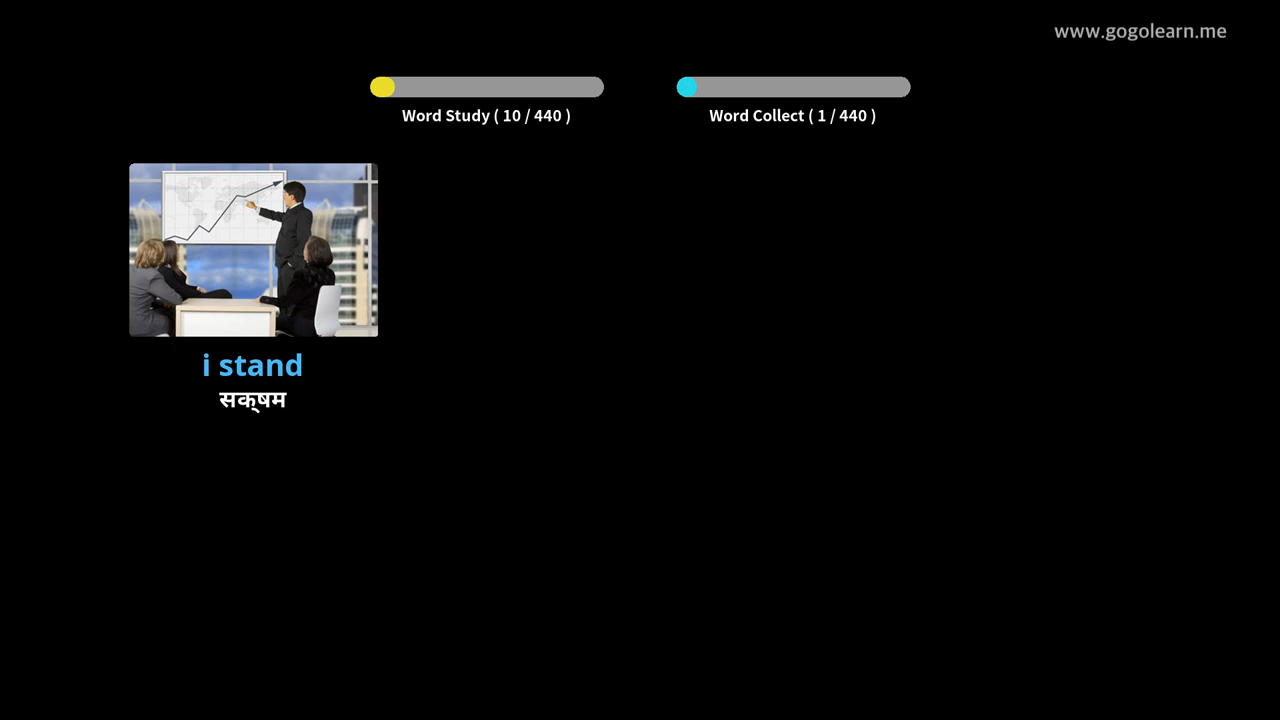 www.gogolearn.me
Word Study ( 10 / 440 )
Word Collect ( 1 / 440 )
i stand
सक्षम